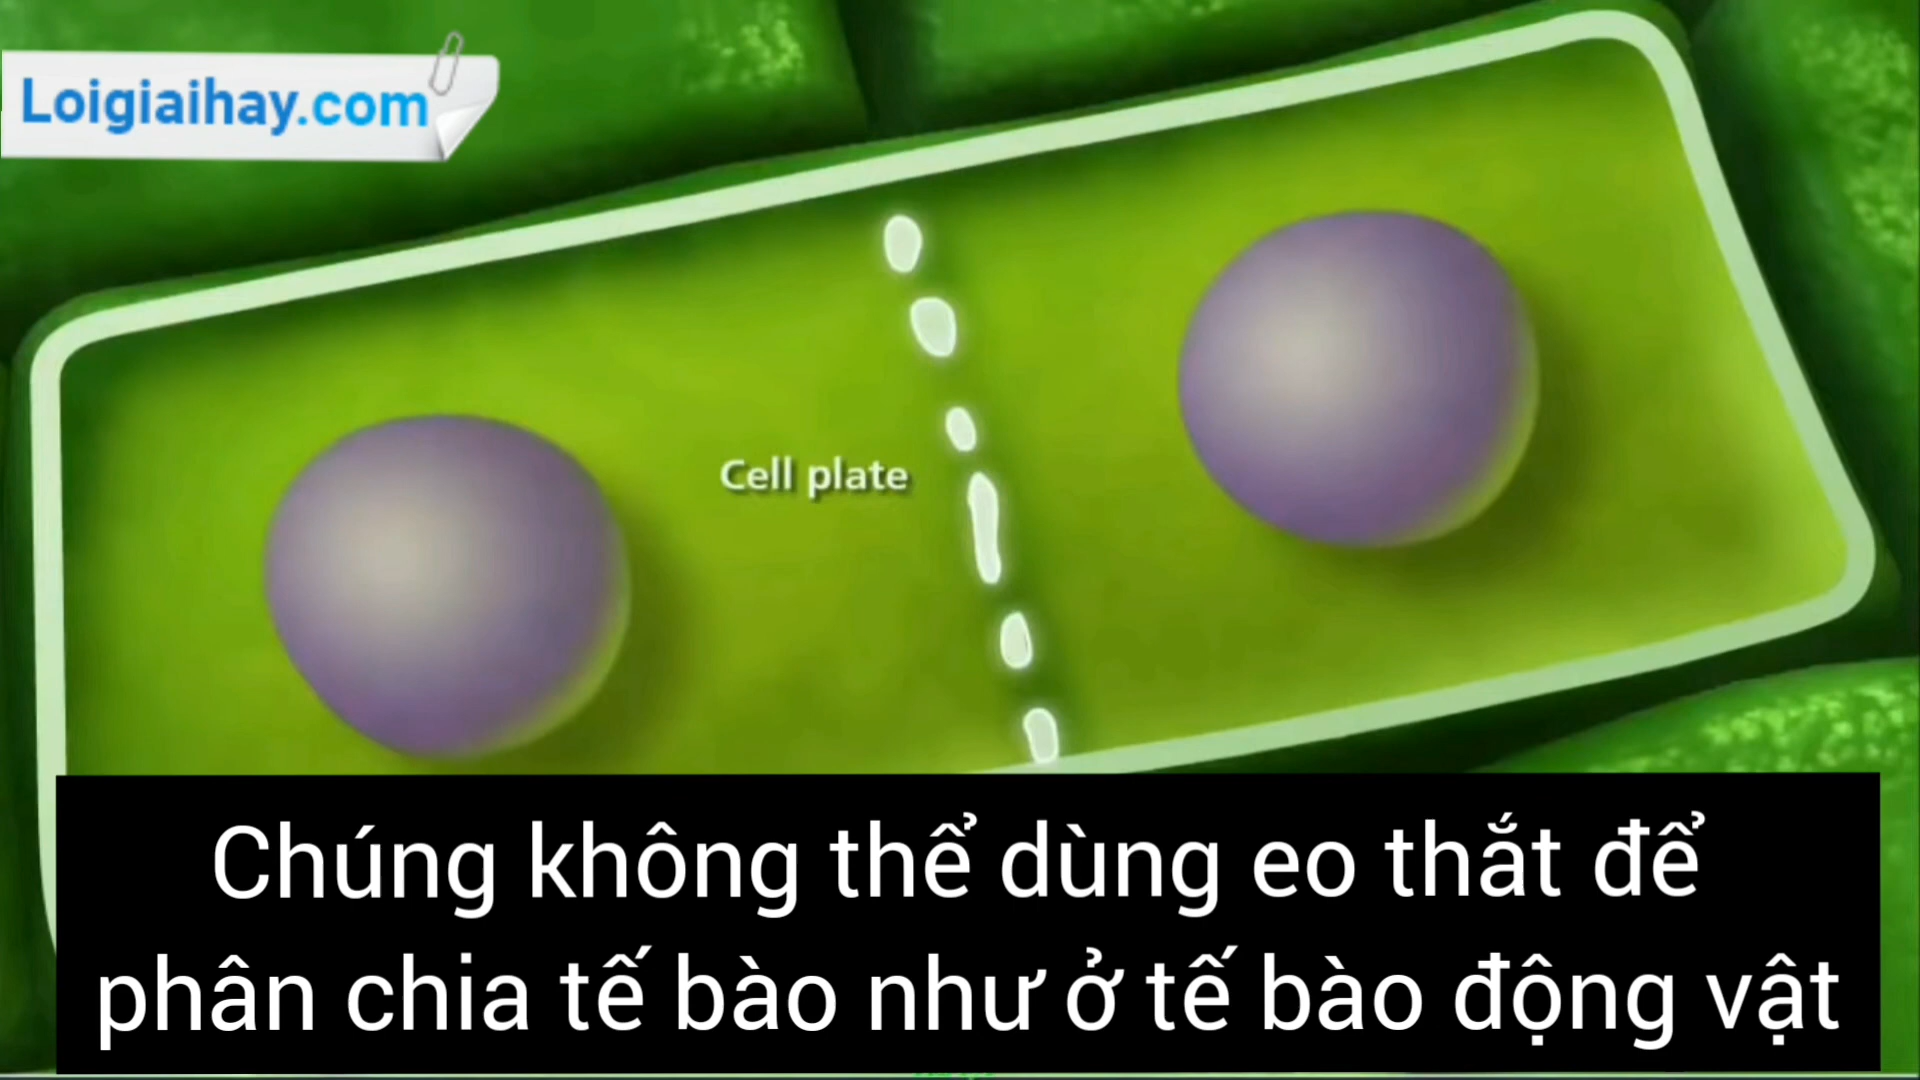 Loigiaihay.com
Cell plate
Chúng không thể dùng eo thắt để
phân chia tế bào như ở tế bào động vật